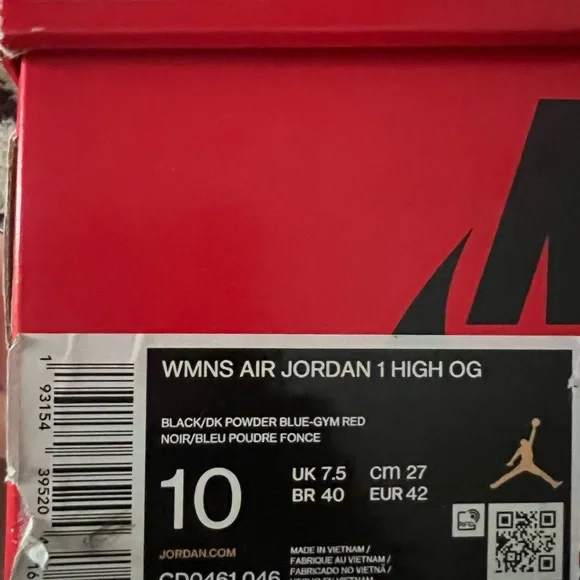 WMNS AIR JORDAN 1 HIGH OG
BLACK/DK POWDER BLUE-GYM RED
NOIR/BLEU POUDRE FONCE
10
UK 7.5 cm 27
BR 40 EUR 42
JORDAN.COM
CD0461 046
MADE IN VIETNAM /
FABRIQUE AU VIETNAM /
FABRICADO NO VIETNÃ /
1 93154 39520